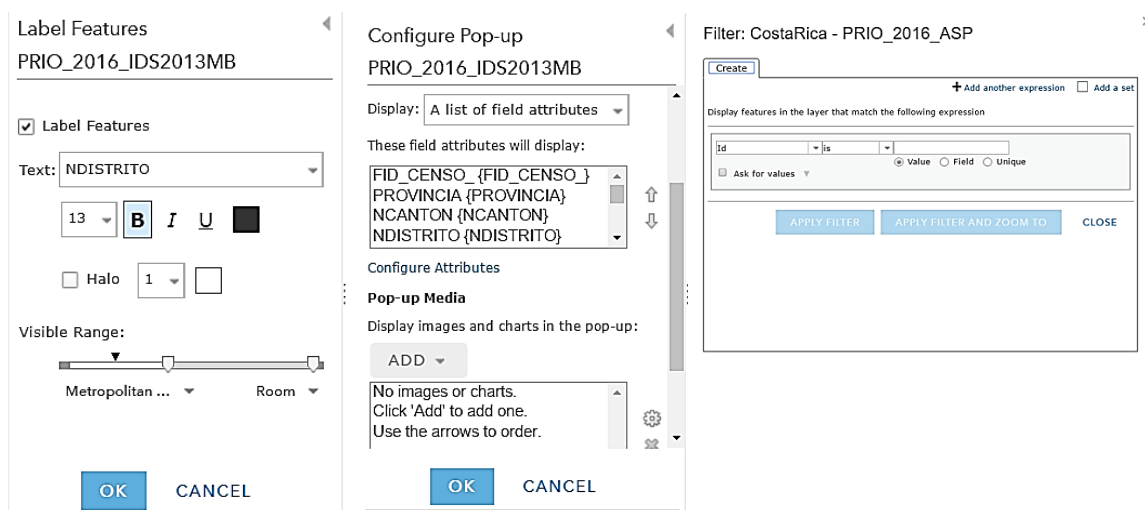 Label Features
PRIO_2016_IDS2013MB
Label Features
Text: NDISTRITO
13 B I U
Halo 1
Visible Range:
Metropolitan ... Room
OK CANCEL
Configure Pop-up
PRIO_2016_IDS2013MB
Display: A list of field attributes
These field attributes will display:
FID_CENSO_ {FID_CENSO_}
PROVINCIA {PROVINCIA}
NCANTON {NCANTON}
NDISTRITO {NDISTRITO}
Configure Attributes
Pop-up Media
Display images and charts in the pop-up:
ADD
No images or charts.
Click 'Add' to add one.
Use the arrows to order.
OK CANCEL
Filter: CostaRica - PRIO_2016_ASP
Create
Add another expression Add a set
Display features in the layer that match the following expression
Id is
Value Field Unique
Ask for values
APPLY FILTER APPLY FILTER AND ZOOM TO CLOSE